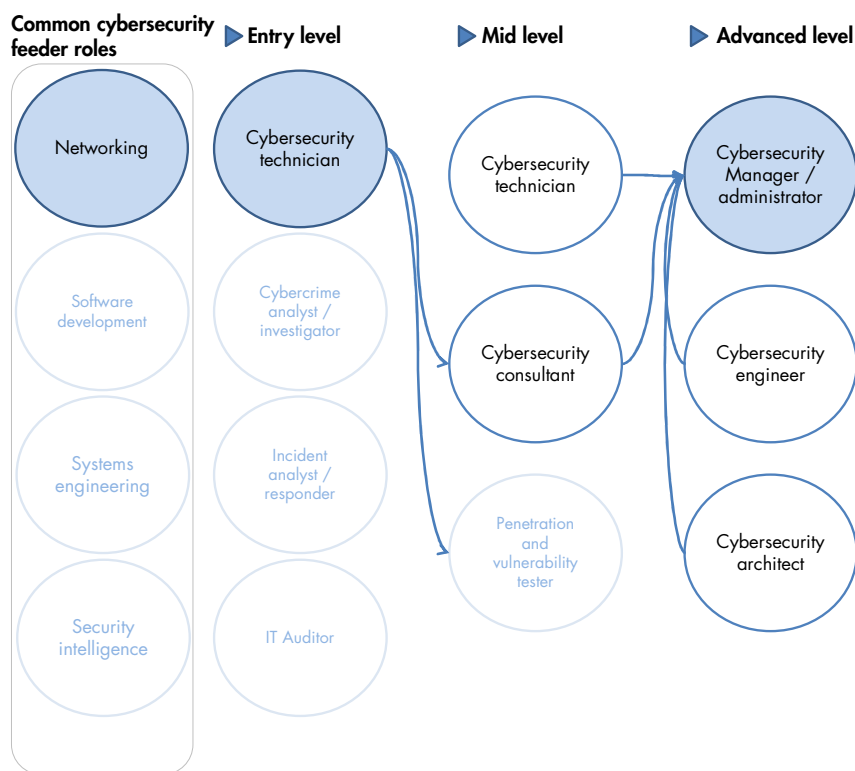 Common cybersecurity
feeder roles
Entry level
Mid level
Advanced level
Networking
Software
development
Systems
engineering
Security
intelligence
Cybersecurity
technician
Cybercrime
analyst /
investigator
Incident
analyst /
responder
IT Auditor
Cybersecurity
technician
Cybersecurity
consultant
Penetration
and
vulnerability
tester
Cybersecurity
Manager /
administrator
Cybersecurity
engineer
Cybersecurity
architect